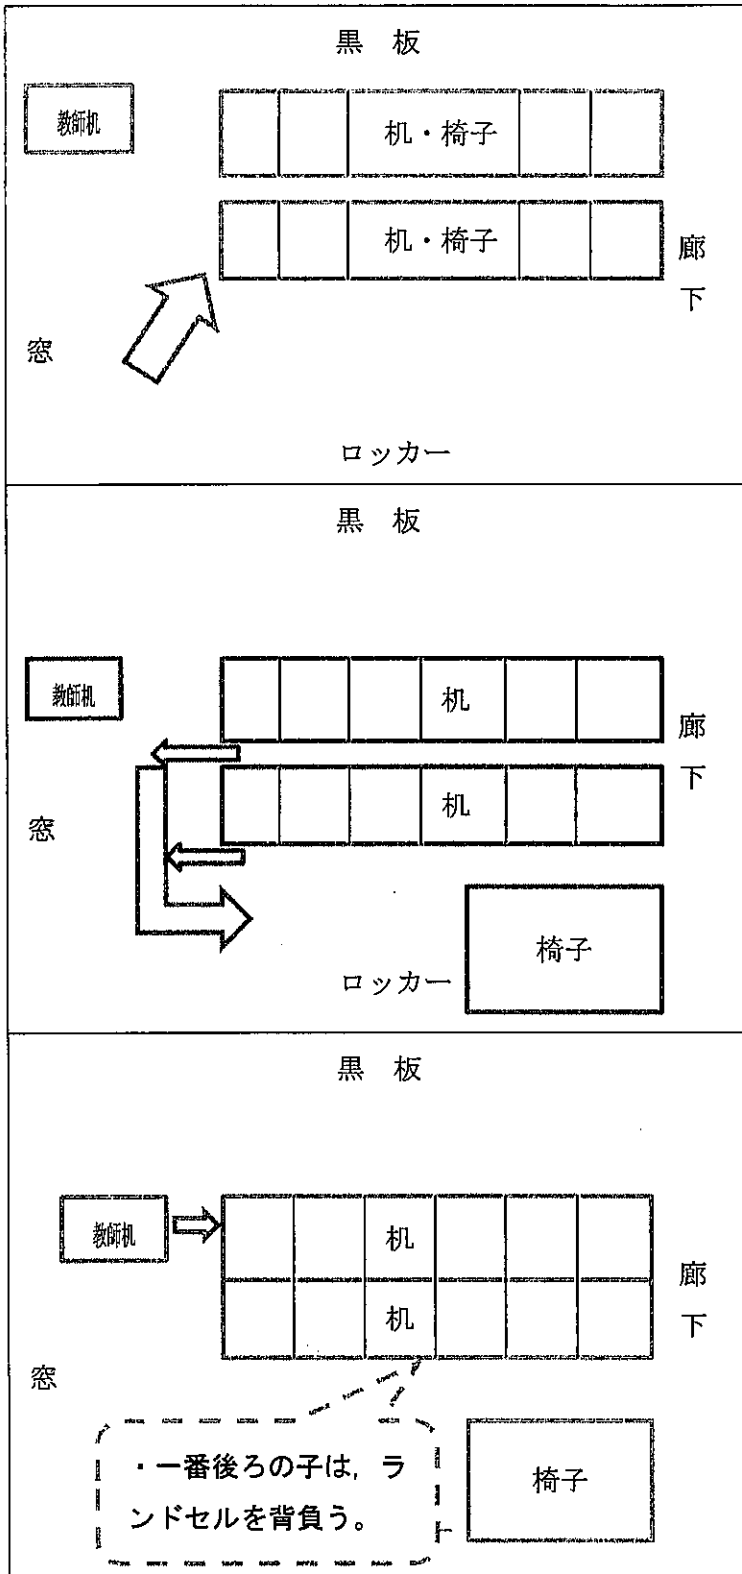 黒 板
教師机
机・椅子
机・椅子
廊
下
窓
ロッカー
黒 板
教師机
机
廊
下
机
窓
椅子
ロッカー
黒 板
教師机
机
廊
下
机
窓
・一番後ろの子は,ラ
ンドセルを背負う。
椅子